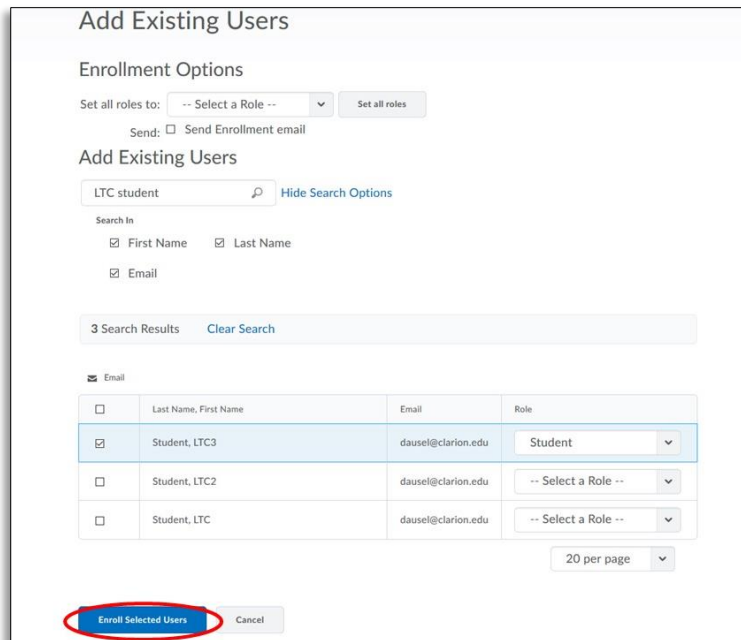 Add Existing Users
Enrollment Options
Set all roles to: -- Select a Role -- Set all roles
Send: Send Enrollment email
Add Existing Users
LTC student Hide Search Options
Search In
First Name Last Name
Email
3 Search Results Clear Search
Email
Last Name, First Name Email Role
Student, LTC3 dausel@clarion.edu Student
Student, LTC2 dausel@clarion.edu -- Select a Role --
Student, LTC dausel@clarion.edu -- Select a Role --
20 per page
Enroll Selected Users Cancel